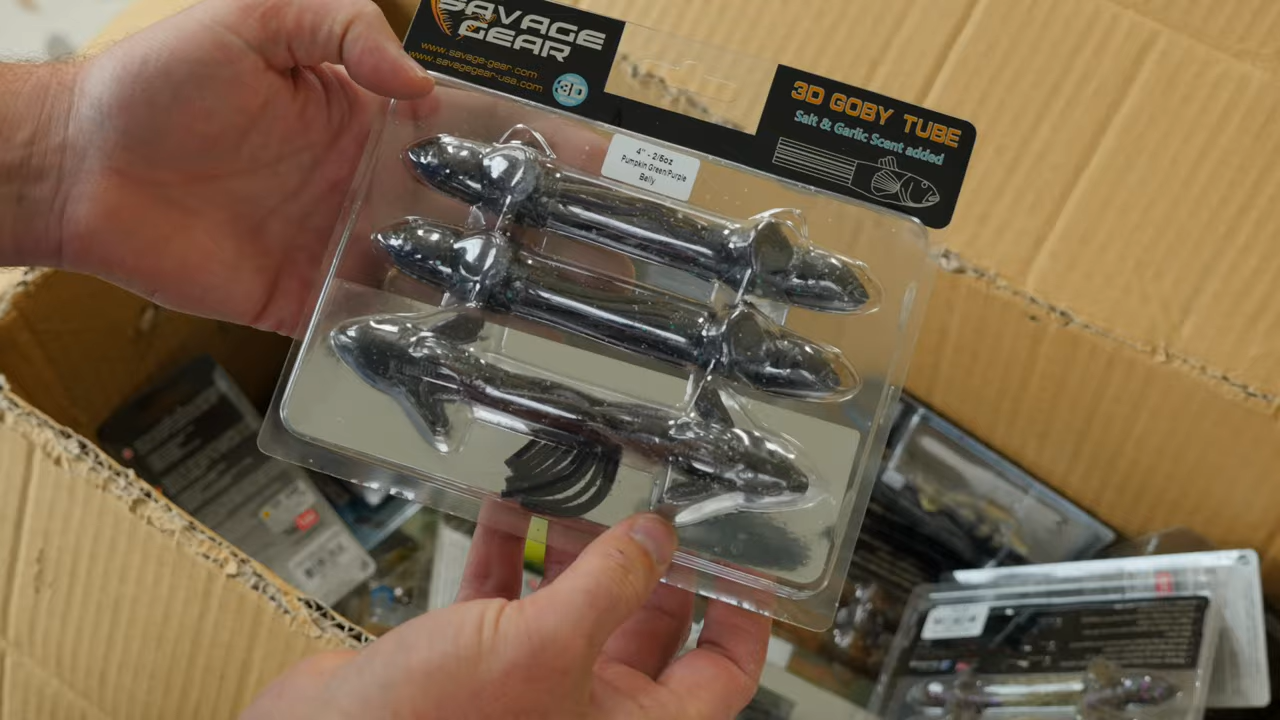 SAVAGE
GEAR
www.savage-gear.com
www.savagegear-usa.com
3D
3D GOBY TUBE
Salt & Garlic Scent added
4" - 2/5oz
Pumpkin Green/Purple
Belly